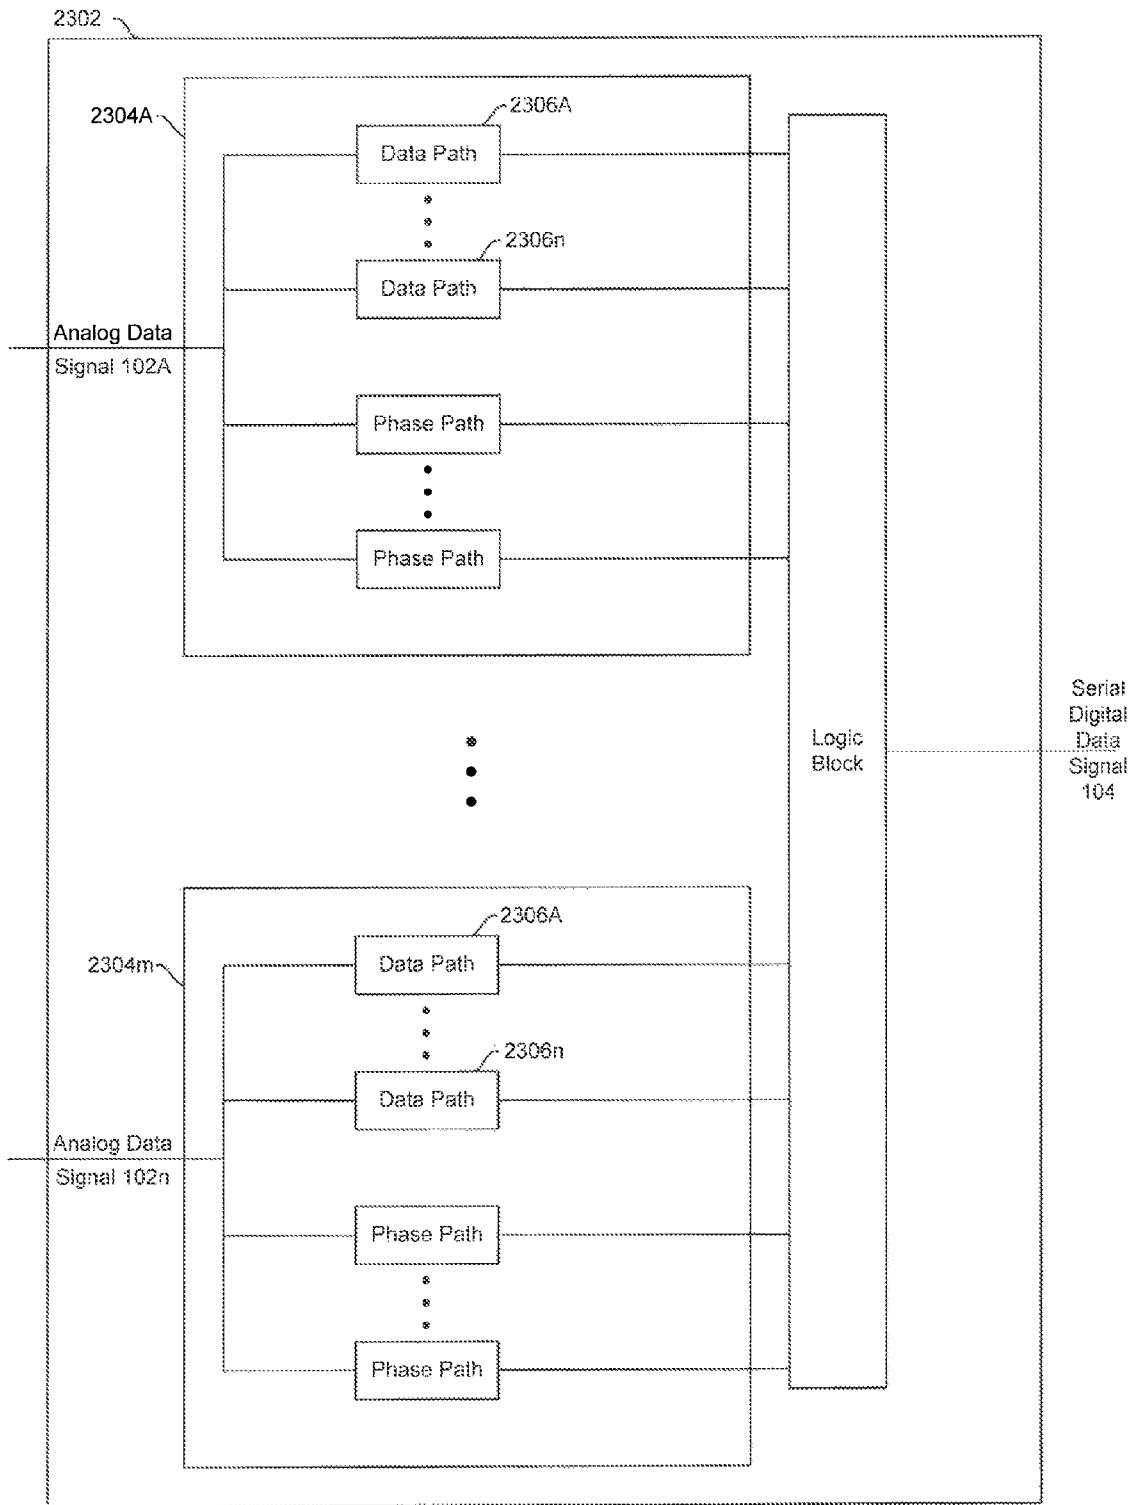 2302
2304A
2306A
Data Path
2306n
Data Path
Analog Data
Signal 102A
Phase Path
Phase Path
Serial
Digital
Data
Signal
104
Logic
Block
2306A
2304m
Data Path
2306n
Data Path
Analog Data
Signal 102n
Phase Path
Phase Path